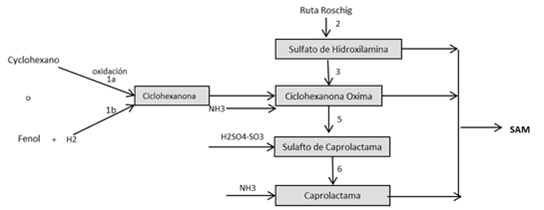 Ruta Roschig
2
Sulfato de Hidroxilamina
Cyclohexano
oxidación
1a
3
o
Ciclohexanona
NH3
Ciclohexanona Oxima
1b
Fenol + H2
5
SAM
H2SO4-SO3
Sulafto de Caprolactama
6
NH3
Caprolactama